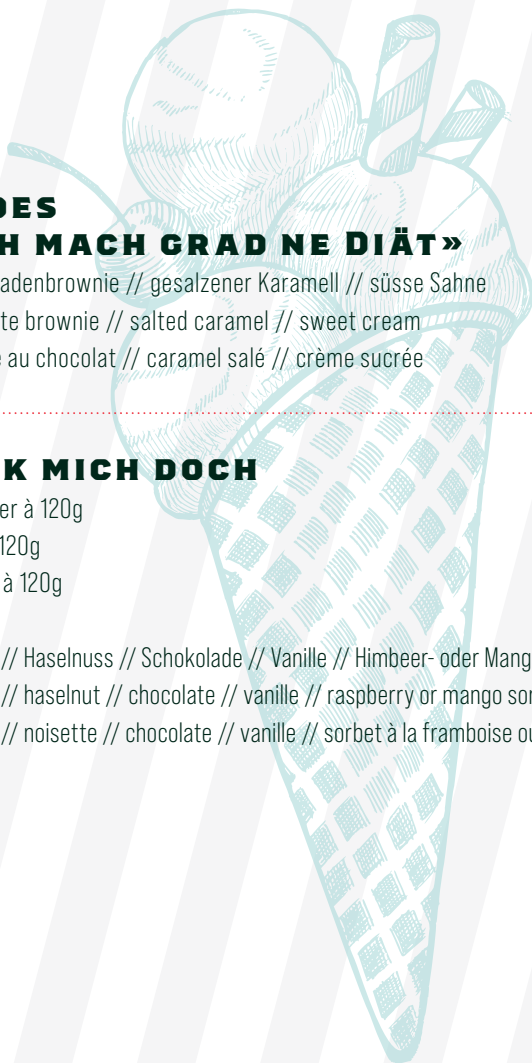 DES
H MACH GRAD NE DIÄT»
adenbrownie // gesalzener Karamell // süsse Sahne
te brownie // salted caramel // sweet cream
e au chocolat // caramel salé // crème sucrée
K MICH DOCH
er à 120g
120g
à 120g
// Haselnuss // Schokolade // Vanille // Himbeer- oder Mang
// haselnut // chocolate // vanille // raspberry or mango sor
// noisette // chocolate // vanille // sorbet à la framboise ou